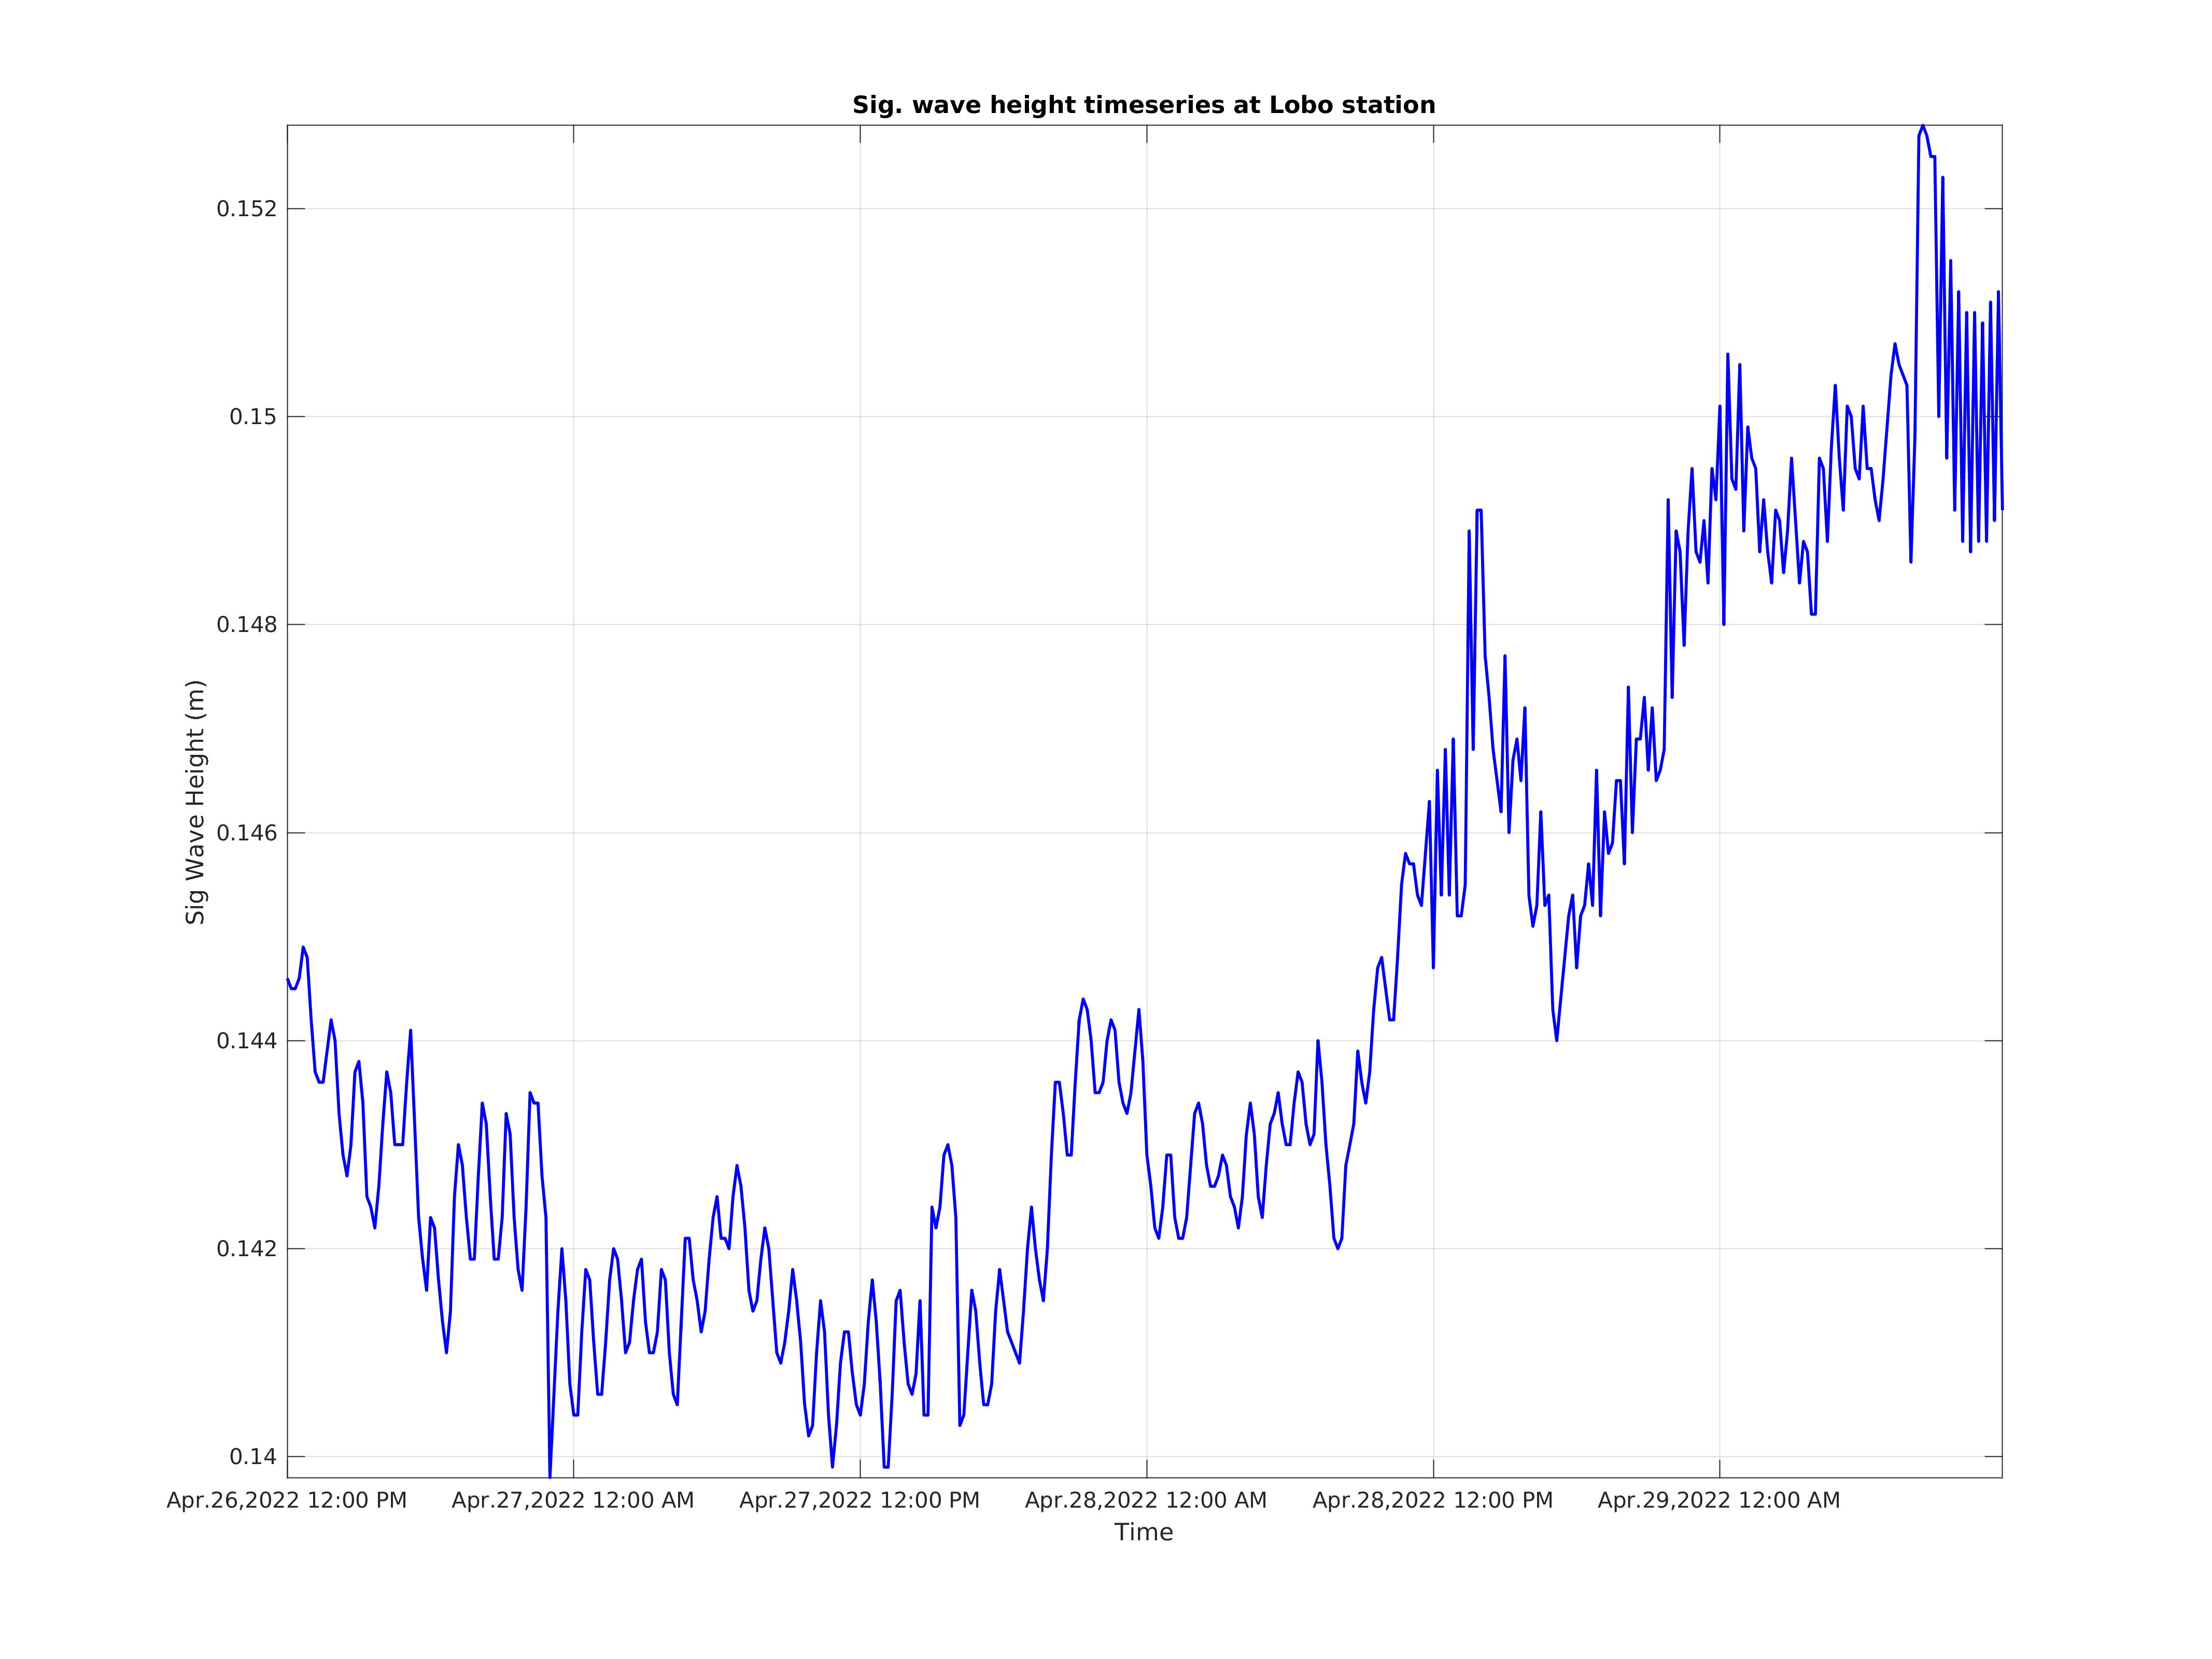 Sig. wave height timeseries at Lobo station
0.152
0.15
0.148
0.146
0.144
0.142
0.14
Sig Wave Height (m)
Apr.26,2022 12:00 PM Apr.27,2022 12:00 AM Apr.27,2022 12:00 PM Apr.28,2022 12:00 AM Apr.28,2022 12:00 PM Apr.29,2022 12:00 AM
Time